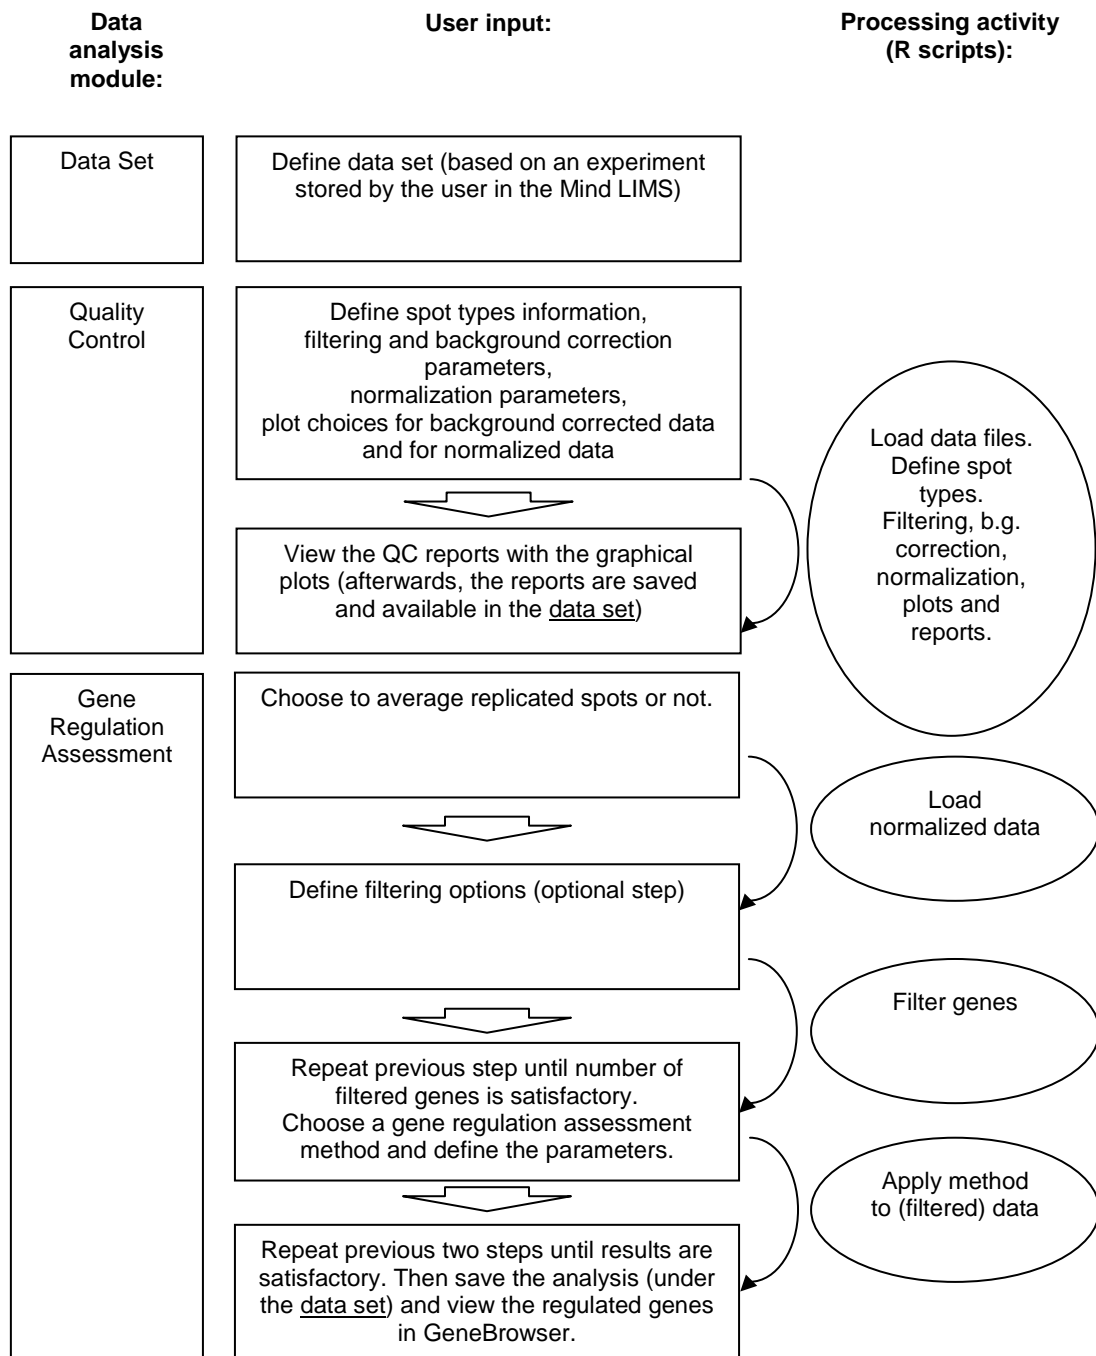 Data
analysis
module:
User input:
Processing activity
(R scripts):
Data Set
Define data set (based on an experiment
stored by the user in the Mind LIMS)
Quality
Control
Define spot types information,
filtering and background correction
parameters,
normalization parameters,
plot choices for background corrected data
and for normalized data
Load data files.
Define spot
types.
Filtering, b.g.
correction,
normalization,
plots and
reports.
View the QC reports with the graphical
plots (afterwards, the reports are saved
and available in the data set)
Gene
Regulation
Assessment
Choose to average replicated spots or not.
Load
normalized data
Define filtering options (optional step)
Filter genes
Repeat previous step until number of
filtered genes is satisfactory.
Choose a gene regulation assessment
method and define the parameters.
Apply method
to (filtered) data
Repeat previous two steps until results are
satisfactory. Then save the analysis (under
the data set) and view the regulated genes
in GeneBrowser.